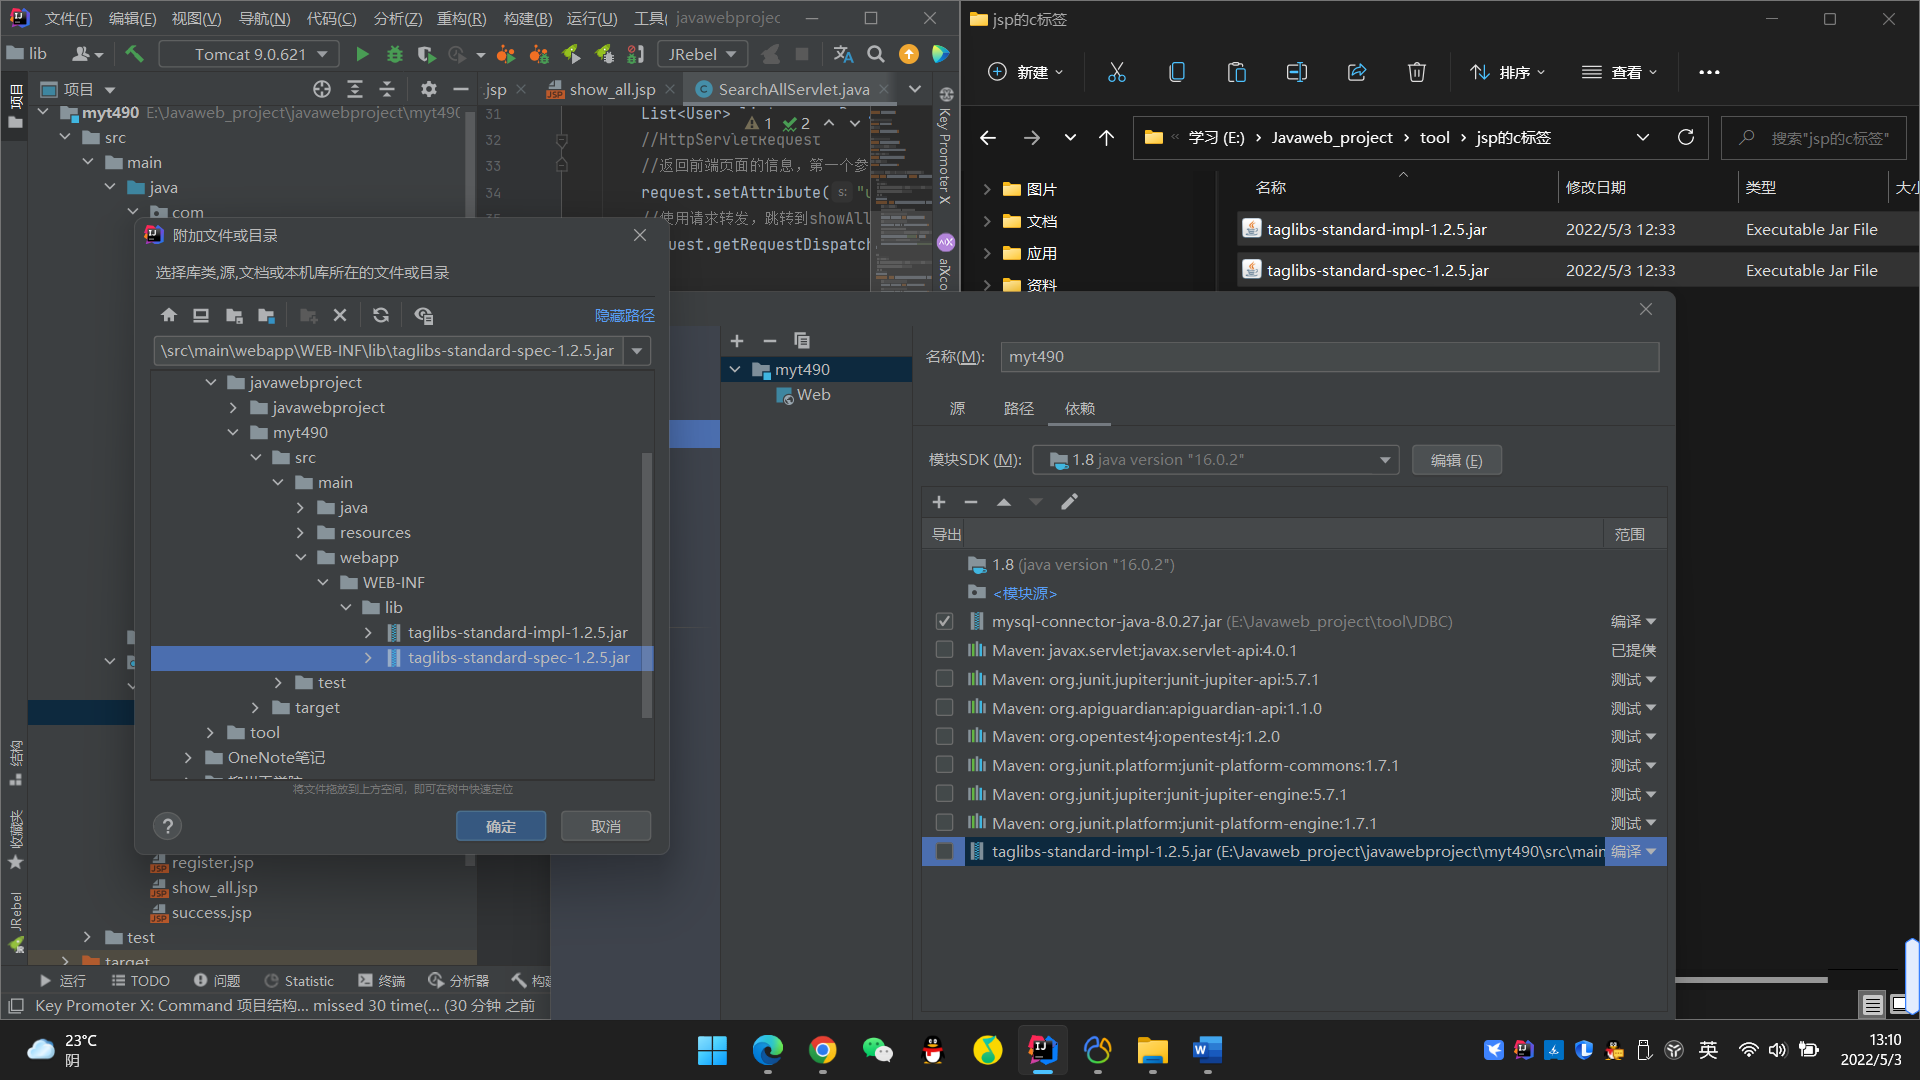 文件(F) 编辑(E) 视图(V) 导航(N) 代码(C) 分析(Z) 重构(R) 构建(B) 运行(U) 工具( javawebprojec
lib Tomcat 9.0.621 JRebel
项目
.jsp show_all.jsp SearchAllServlet.java
项目
myt490 E:\Javaweb_project\javawebproject\myt490
src
main
java
com
31 List<User>
1 2
32 //HttpServletRequest
33 //返回前端页面的信息，第一个参
34 request.setAttribute( s: "u
//使用请求转发，跳转到showAll
uest.getRequestDispatch
Key Promoter X
aiXco
附加文件或目录
选择库类,源,文档或本机库所在的文件或目录
隐藏路径
\src\main\webapp\WEB-INF\lib\taglibs-standard-spec-1.2.5.jar
javawebproject
javawebproject
myt490
src
main
java
resources
webapp
WEB-INF
lib
taglibs-standard-impl-1.2.5.jar
taglibs-standard-spec-1.2.5.jar
test
target
tool
OneNote笔记
将文件拖放到上方空间，即可在树中快速定位
?
确定
取消
register.jsp
show_all.jsp
success.jsp
test
target
结构
收藏夹
JRebel
运行 TODO 问题 Statistic 终端 分析器 构建
Key Promoter X: Command 项目结构... missed 30 time(... (30 分钟 之前
jsp的c标签
新建 排序 查看
学习 (E:) Javaweb_project tool jsp的c标签
搜索"jsp的c标签"
图片
文档
应用
资料
名称 修改日期 类型 大小
taglibs-standard-impl-1.2.5.jar 2022/5/3 12:33 Executable Jar File
taglibs-standard-spec-1.2.5.jar 2022/5/3 12:33 Executable Jar File
myt490
Web
名称(M): myt490
源 路径 依赖
模块SDK (M): 1.8 java version "16.0.2" 编辑 (E)
导出 范围
1.8 (java version "16.0.2")
<模块源>
mysql-connector-java-8.0.27.jar (E:\Javaweb_project\tool\JDBC) 编译
Maven: javax.servlet:javax.servlet-api:4.0.1 已提供
Maven: org.junit.jupiter:junit-jupiter-api:5.7.1 测试
Maven: org.apiguardian:apiguardian-api:1.1.0 测试
Maven: org.opentest4j:opentest4j:1.2.0 测试
Maven: org.junit.platform:junit-platform-commons:1.7.1 测试
Maven: org.junit.jupiter:junit-jupiter-engine:5.7.1 测试
Maven: org.junit.platform:junit-platform-engine:1.7.1 测试
taglibs-standard-impl-1.2.5.jar (E:\Javaweb_project\javawebproject\myt490\src\main 编译
23°C
阴
英
13:10
2022/5/3